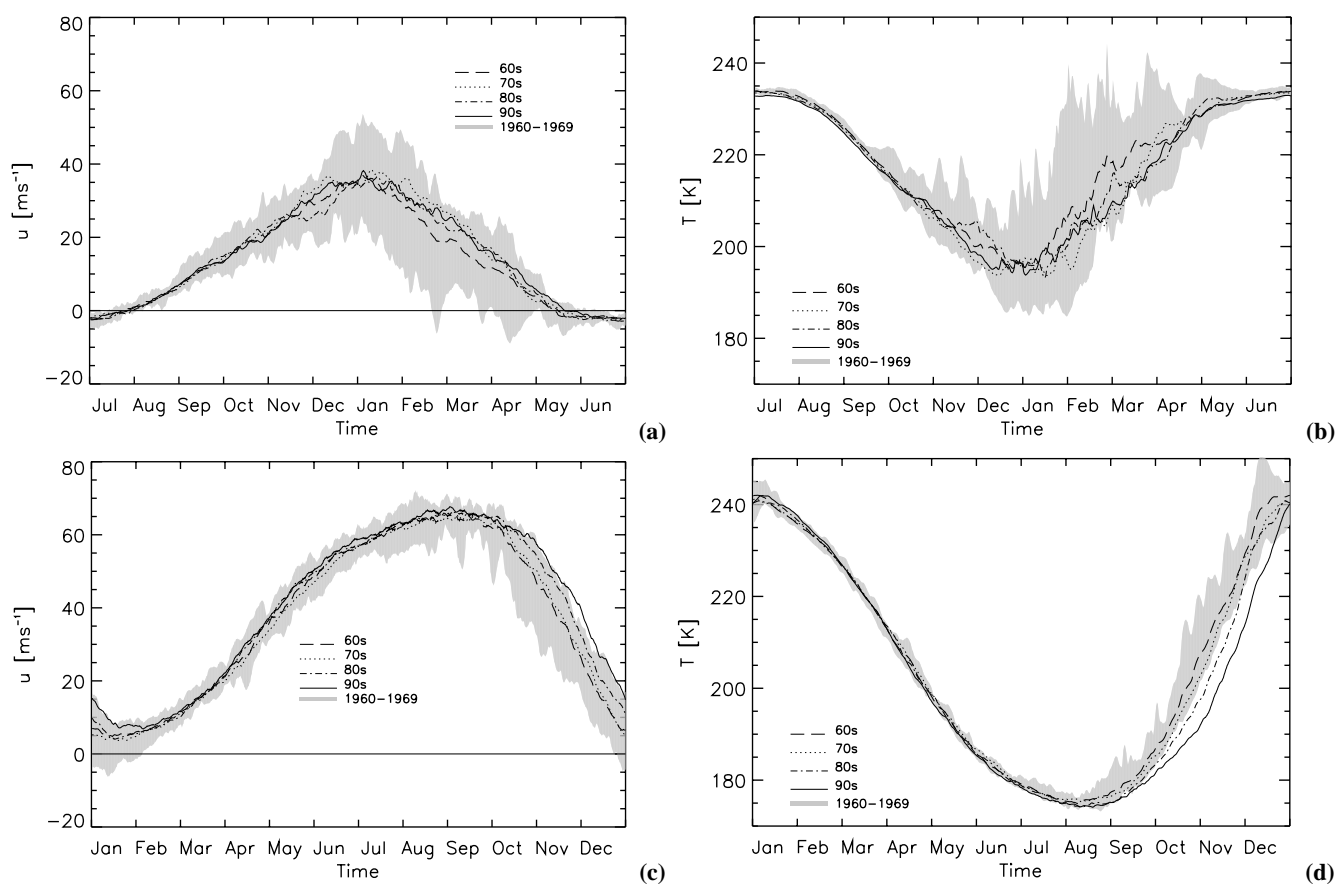 80
60
40
20
0
−20
u [ms⁻¹]
60s
70s
80s
90s
1960−1969
Jul Aug Sep Oct Nov Dec Jan Feb Mar Apr May Jun
Time
(a)
240
220
200
180
T [K]
60s
70s
80s
90s
1960−1969
Jul Aug Sep Oct Nov Dec Jan Feb Mar Apr May Jun
Time
(b)
80
60
40
20
0
−20
u [ms⁻¹]
60s
70s
80s
90s
1960−1969
Jan Feb Mar Apr May Jun Jul Aug Sep Oct Nov Dec
Time
(c)
240
220
200
180
T [K]
60s
70s
80s
90s
1960−1969
Jan Feb Mar Apr May Jun Jul Aug Sep Oct Nov Dec
Time
(d)